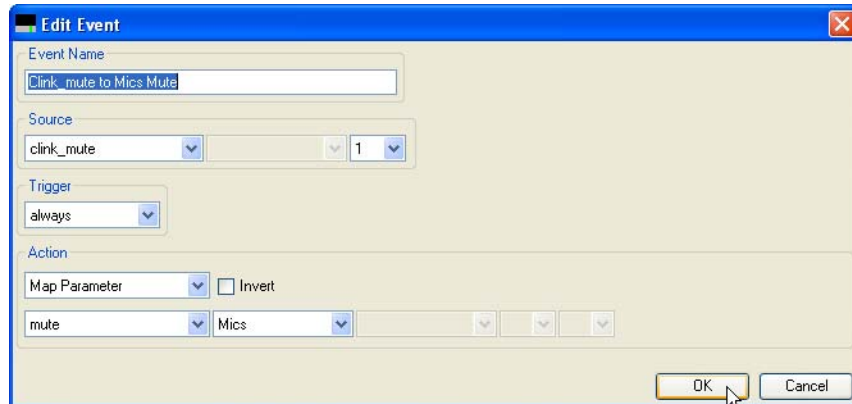 Edit Event
Event Name
Clink_mute to Mics Mute
Source
clink_mute 1
Trigger
always
Action
Map Parameter Invert
mute Mics
OK Cancel